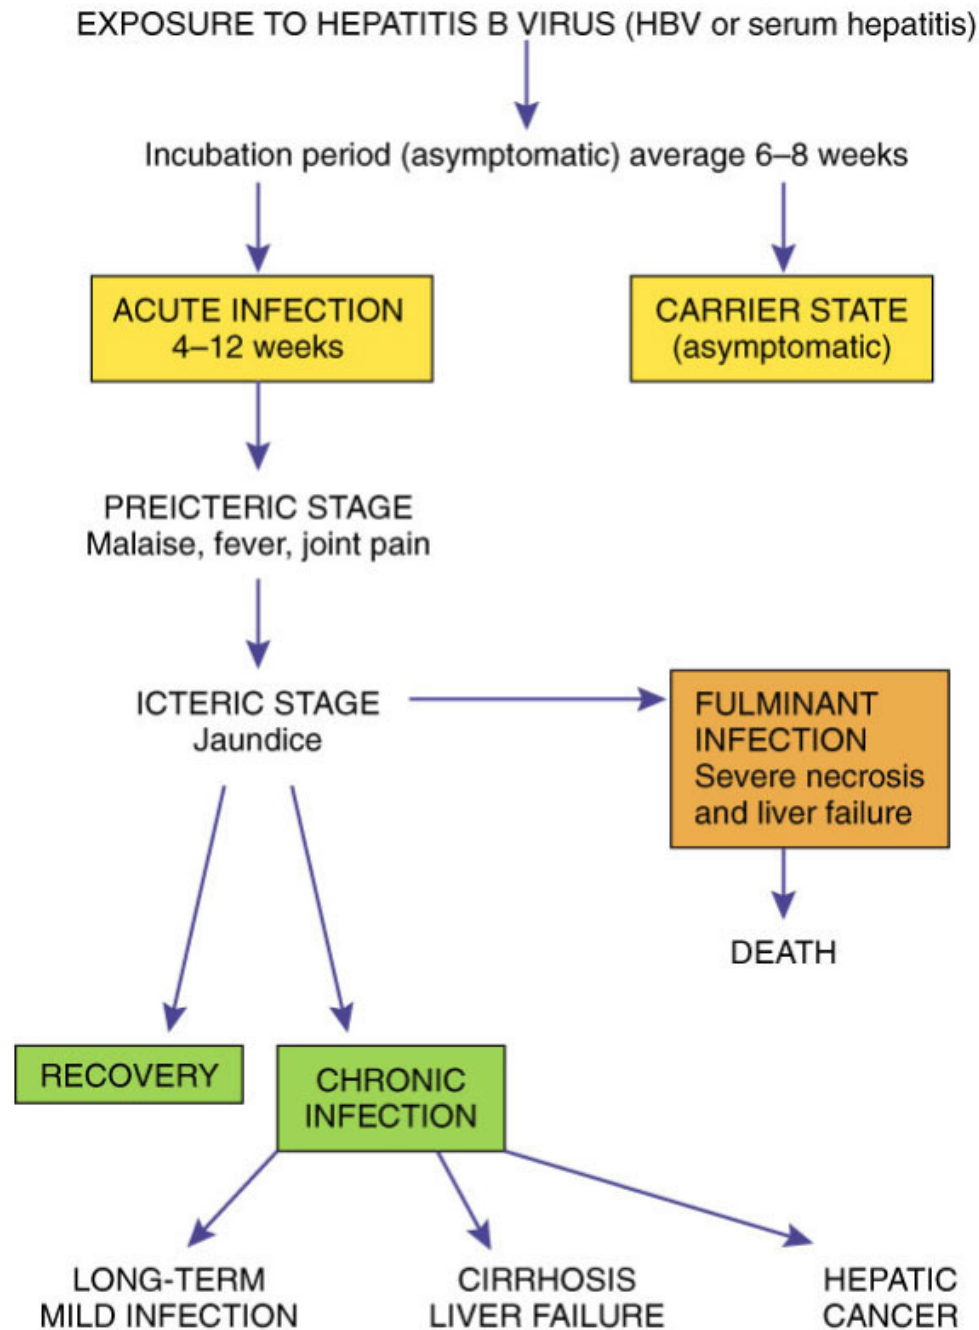 EXPOSURE TO HEPATITIS B VIRUS (HBV or serum hepatitis)
Incubation period (asymptomatic) average 6–8 weeks
ACUTE INFECTION
4–12 weeks
CARRIER STATE
(asymptomatic)
PREICTERIC STAGE
Malaise, fever, joint pain
ICTERIC STAGE
Jaundice
FULMINANT
INFECTION
Severe necrosis
and liver failure
DEATH
RECOVERY
CHRONIC
INFECTION
LONG-TERM
MILD INFECTION
CIRRHOSIS
LIVER FAILURE
HEPATIC
CANCER